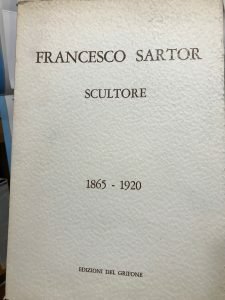 FRANCESCO SARTOR
SCULTORE
1865 - 1920
EDIZIONI DEL GRIFONE